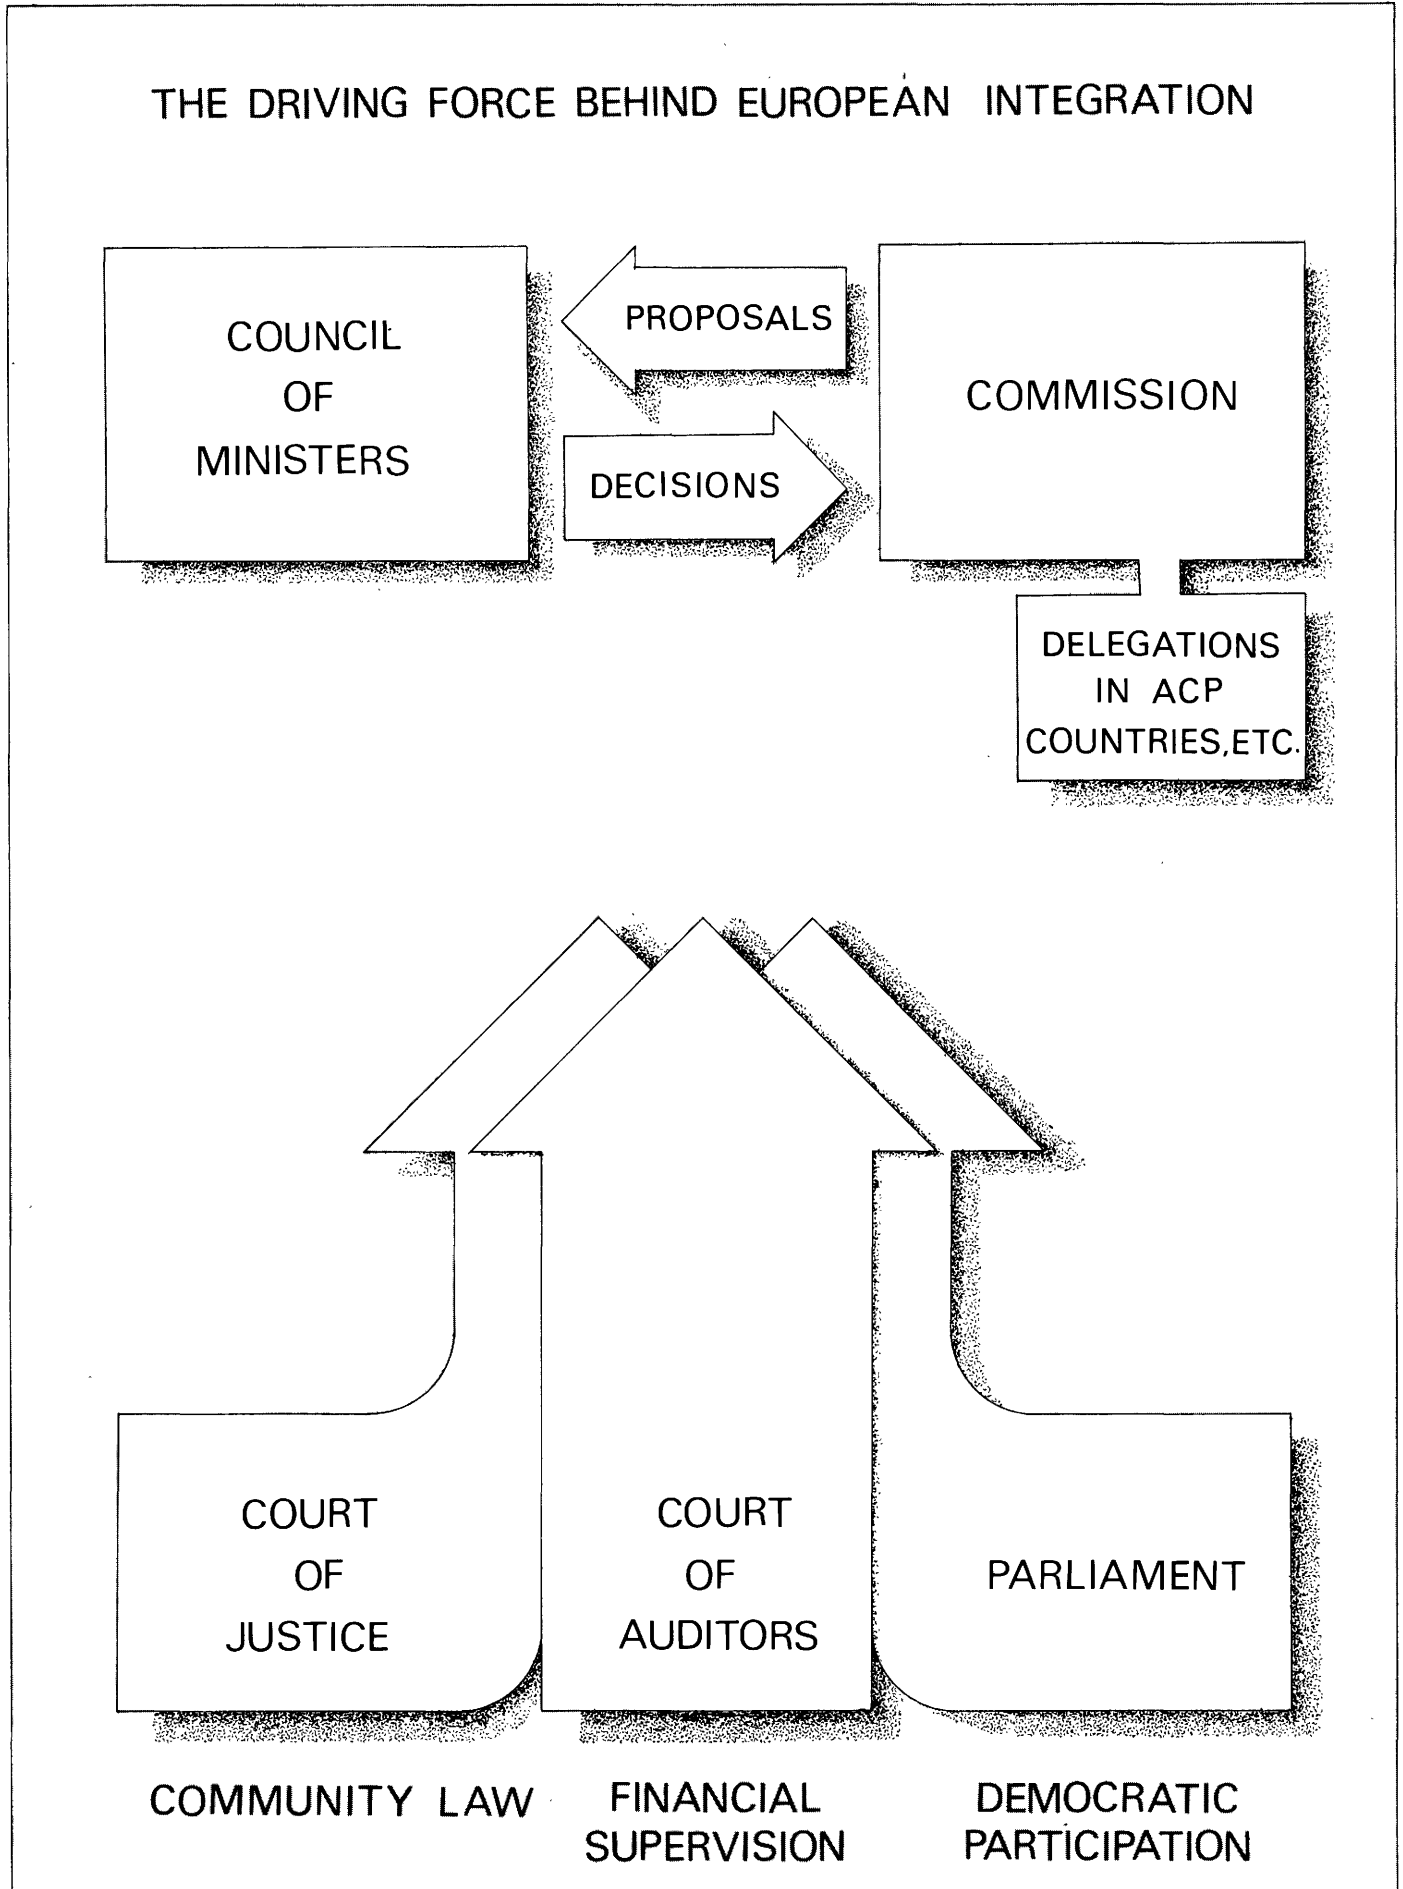 THE DRIVING FORCE BEHIND EUROPEAN INTEGRATION
COUNCIL
OF
MINISTERS
PROPOSALS
DECISIONS
COMMISSION
DELEGATIONS
IN ACP
COUNTRIES, ETC.
COURT
OF
JUSTICE
COURT
OF
AUDITORS
PARLIAMENT
COMMUNITY LAW
FINANCIAL
SUPERVISION
DEMOCRATIC
PARTICIPATION